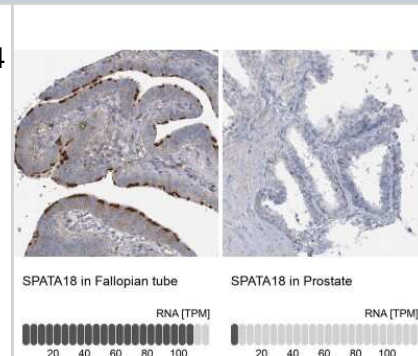 4
SPATA18 in Fallopian tube
RNA [TPM]
20 40 60 80 100
SPATA18 in Prostate
RNA [TPM]
20 40 60 80 100